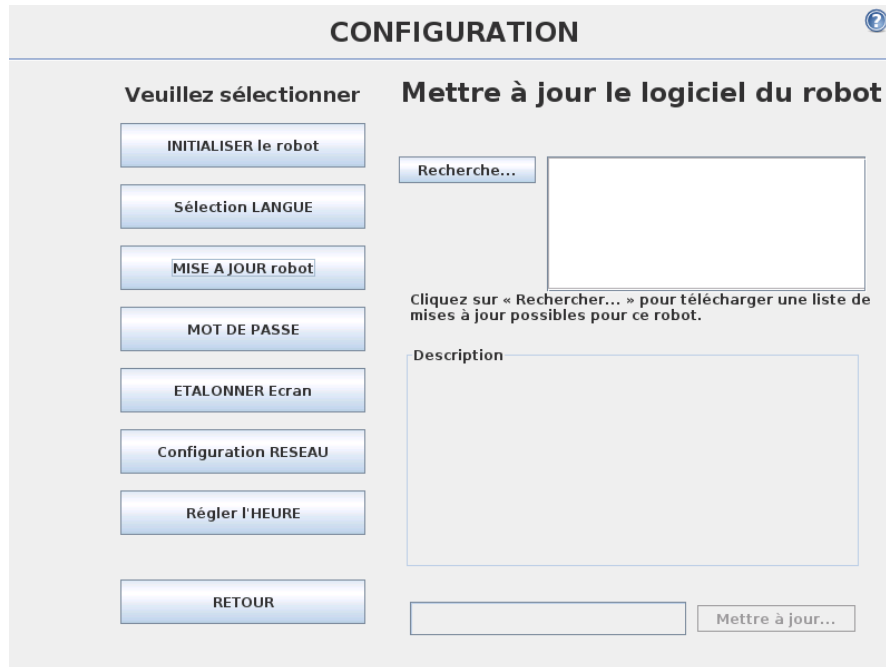 CONFIGURATION
?
Veuillez sélectionner
INITIALISER le robot
Sélection LANGUE
MISE A JOUR robot
MOT DE PASSE
ETALONNER Ecran
Configuration RESEAU
Régler l'HEURE
RETOUR
Mettre à jour le logiciel du robot
Recherche...
Cliquez sur « Rechercher... » pour télécharger une liste de
mises à jour possibles pour ce robot.
Description
Mettre à jour...